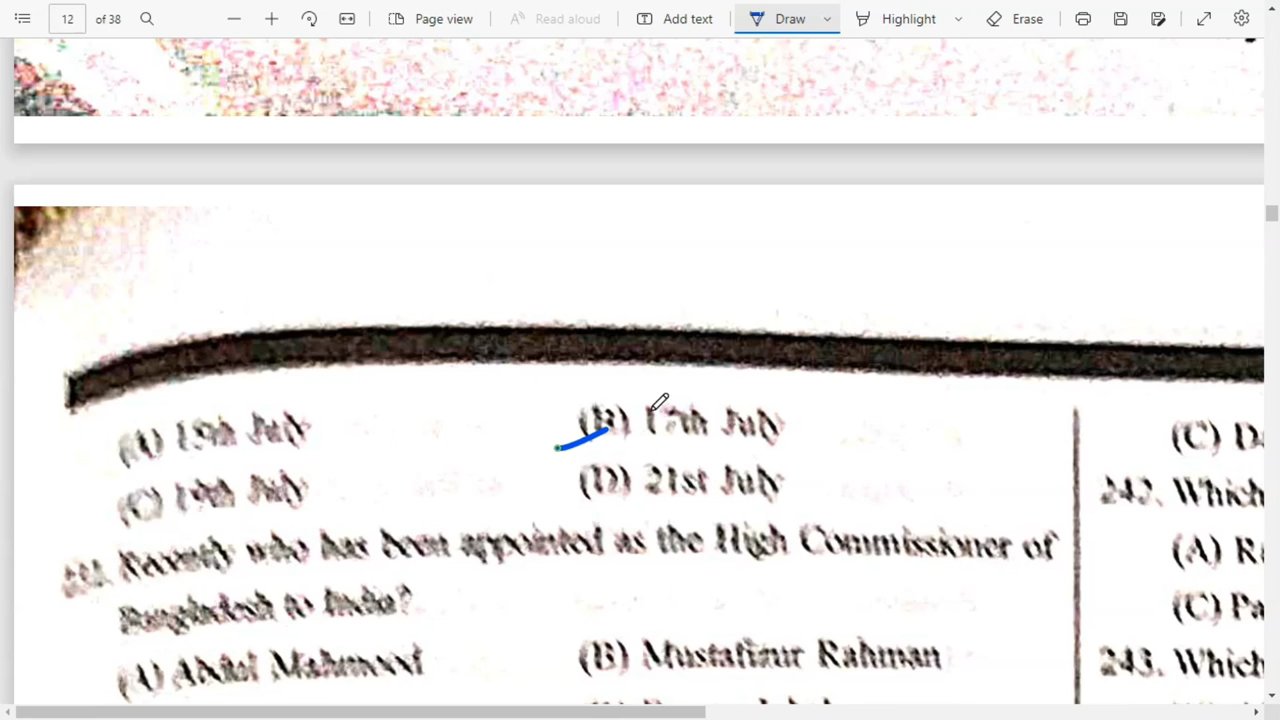 12 of 38 Page view Read aloud Add text Draw Highlight Erase
(A) 15th July (B) 17th July
(C) 19th July (D) 21st July
Recently who has been appointed as the High Commissioner of
Bangladesh to India?
(A) Abdul Mahmood (B) Mustafizur Rahman
(C)
242. Which
(A)
(C)
243. Which